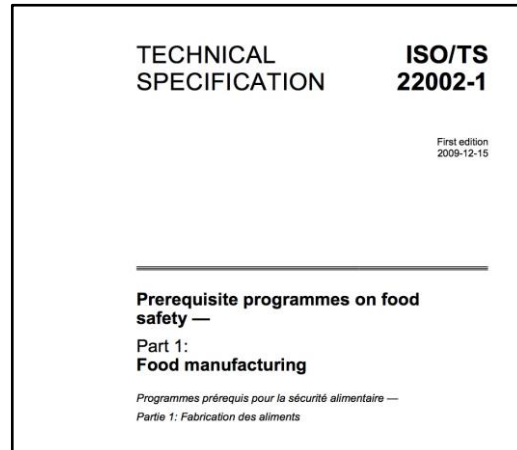 TECHNICAL
SPECIFICATION
ISO/TS
22002-1
First edition
2009-12-15
Prerequisite programmes on food
safety —
Part 1:
Food manufacturing
Programmes prérequis pour la sécurité alimentaire —
Partie 1: Fabrication des aliments